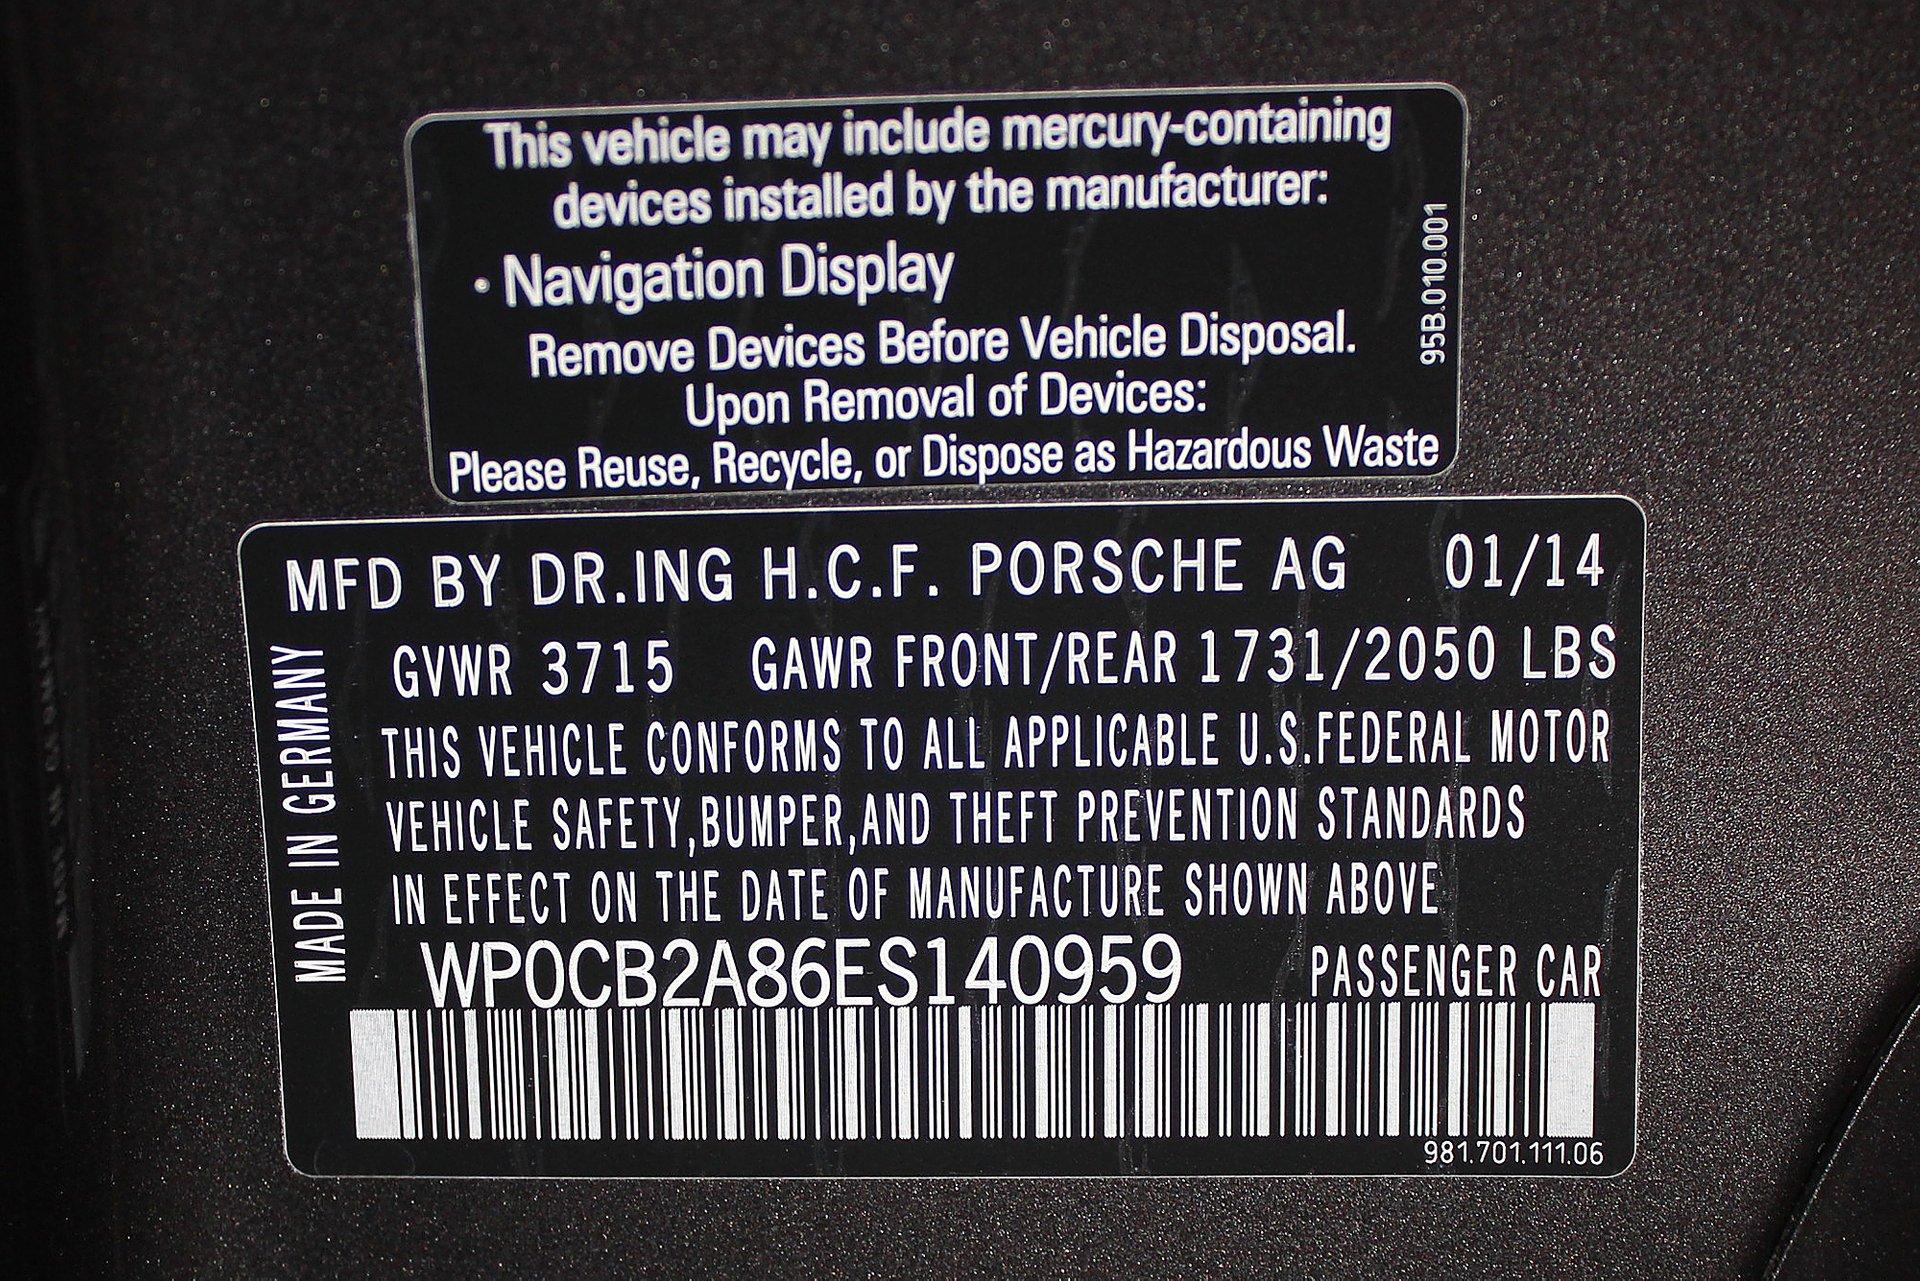 This vehicle may include mercury-containing
devices installed by the manufacturer:
· Navigation Display
Remove Devices Before Vehicle Disposal.
Upon Removal of Devices:
Please Reuse, Recycle, or Dispose as Hazardous Waste
95B.010.001
MFD BY DR.ING H.C.F. PORSCHE AG 01/14
GVWR 3715 GAWR FRONT/REAR 1731/2050 LBS
THIS VEHICLE CONFORMS TO ALL APPLICABLE U.S.FEDERAL MOTOR
VEHICLE SAFETY,BUMPER,AND THEFT PREVENTION STANDARDS
IN EFFECT ON THE DATE OF MANUFACTURE SHOWN ABOVE
WP0CB2A86ES140959 PASSENGER CAR
MADE IN GERMANY
981.701.111.06